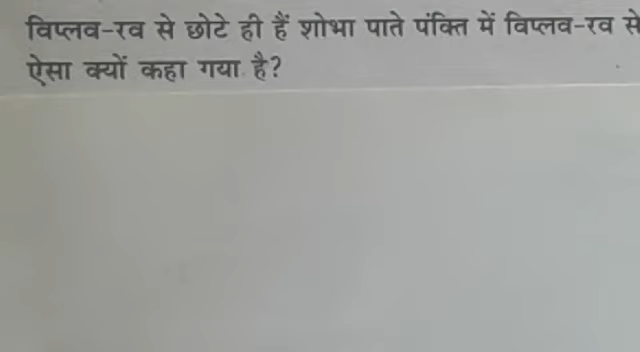 विप्लव-रव से छोटे ही हैं शोभा पाते पंक्ति में विप्लव-रव से
ऐसा क्यों कहा गया है?